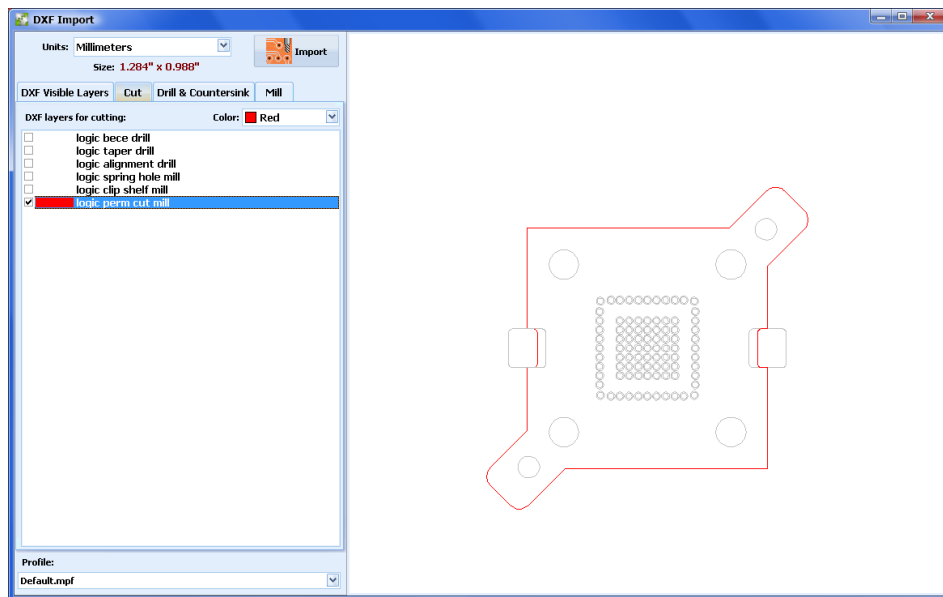 DXF Import
Units: Millimeters
Import
Size: 1.284" x 0.988"
DXF Visible Layers Cut Drill & Countersink Mill
DXF layers for cutting: Color: Red
logic bece drill
logic taper drill
logic alignment drill
logic spring hole mill
logic clip shelf mill
logic perm cut mill
Profile:
Default.mpf